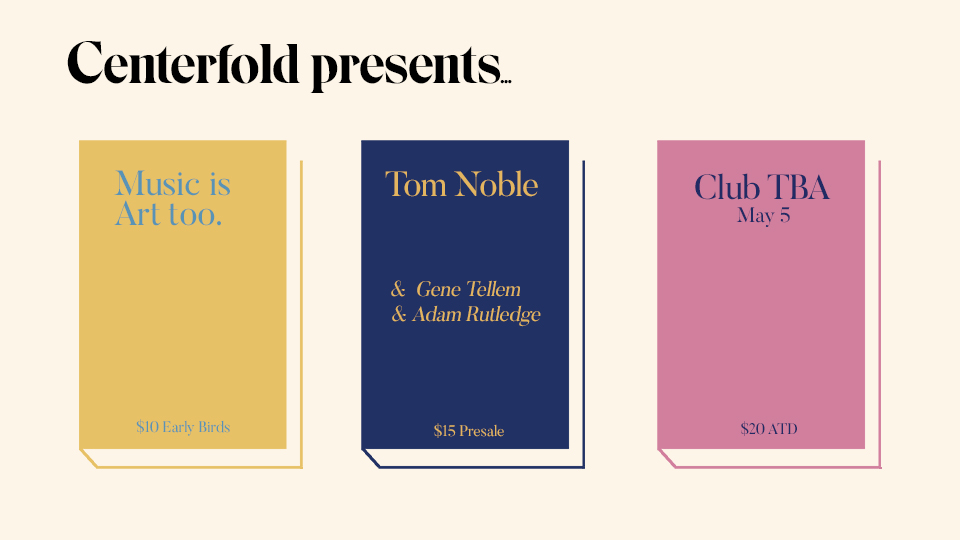 Centerfold presents...
Music is
Art too.
$10 Early Birds
Tom Noble
& Gene Tellem
& Adam Rutledge
$15 Presale
Club TBA
May 5
$20 ATD